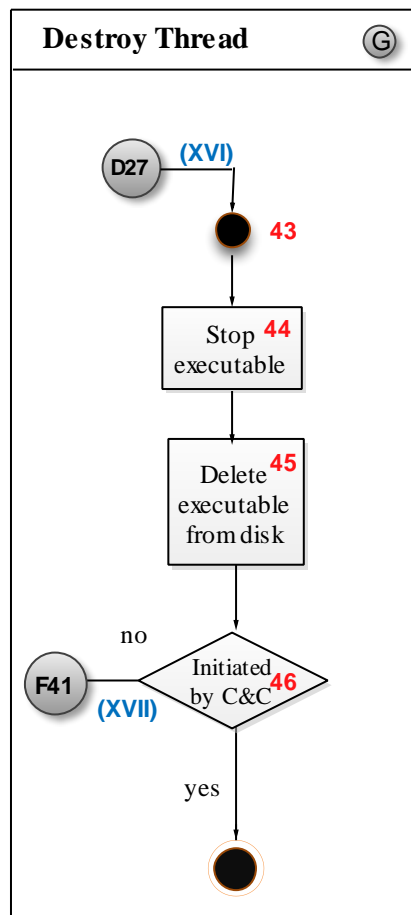 Destroy Thread
G
D27
(XVI)
43
Stop 44
executable
Delete 45
executable
from disk
no
F41
(XVII)
Initiated
by C&C 46
yes